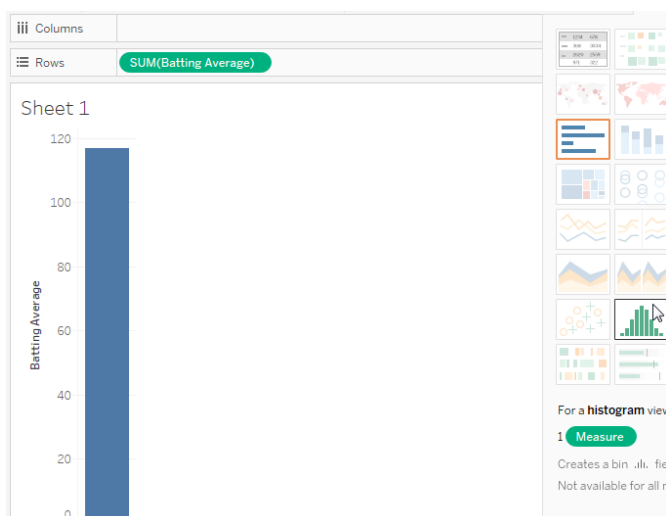 Columns
Rows
SUM(Batting Average)
Sheet 1
120
100
80
60
40
20
0
Batting Average
For a histogram view
1 Measure
Creates a bin
Not available for all